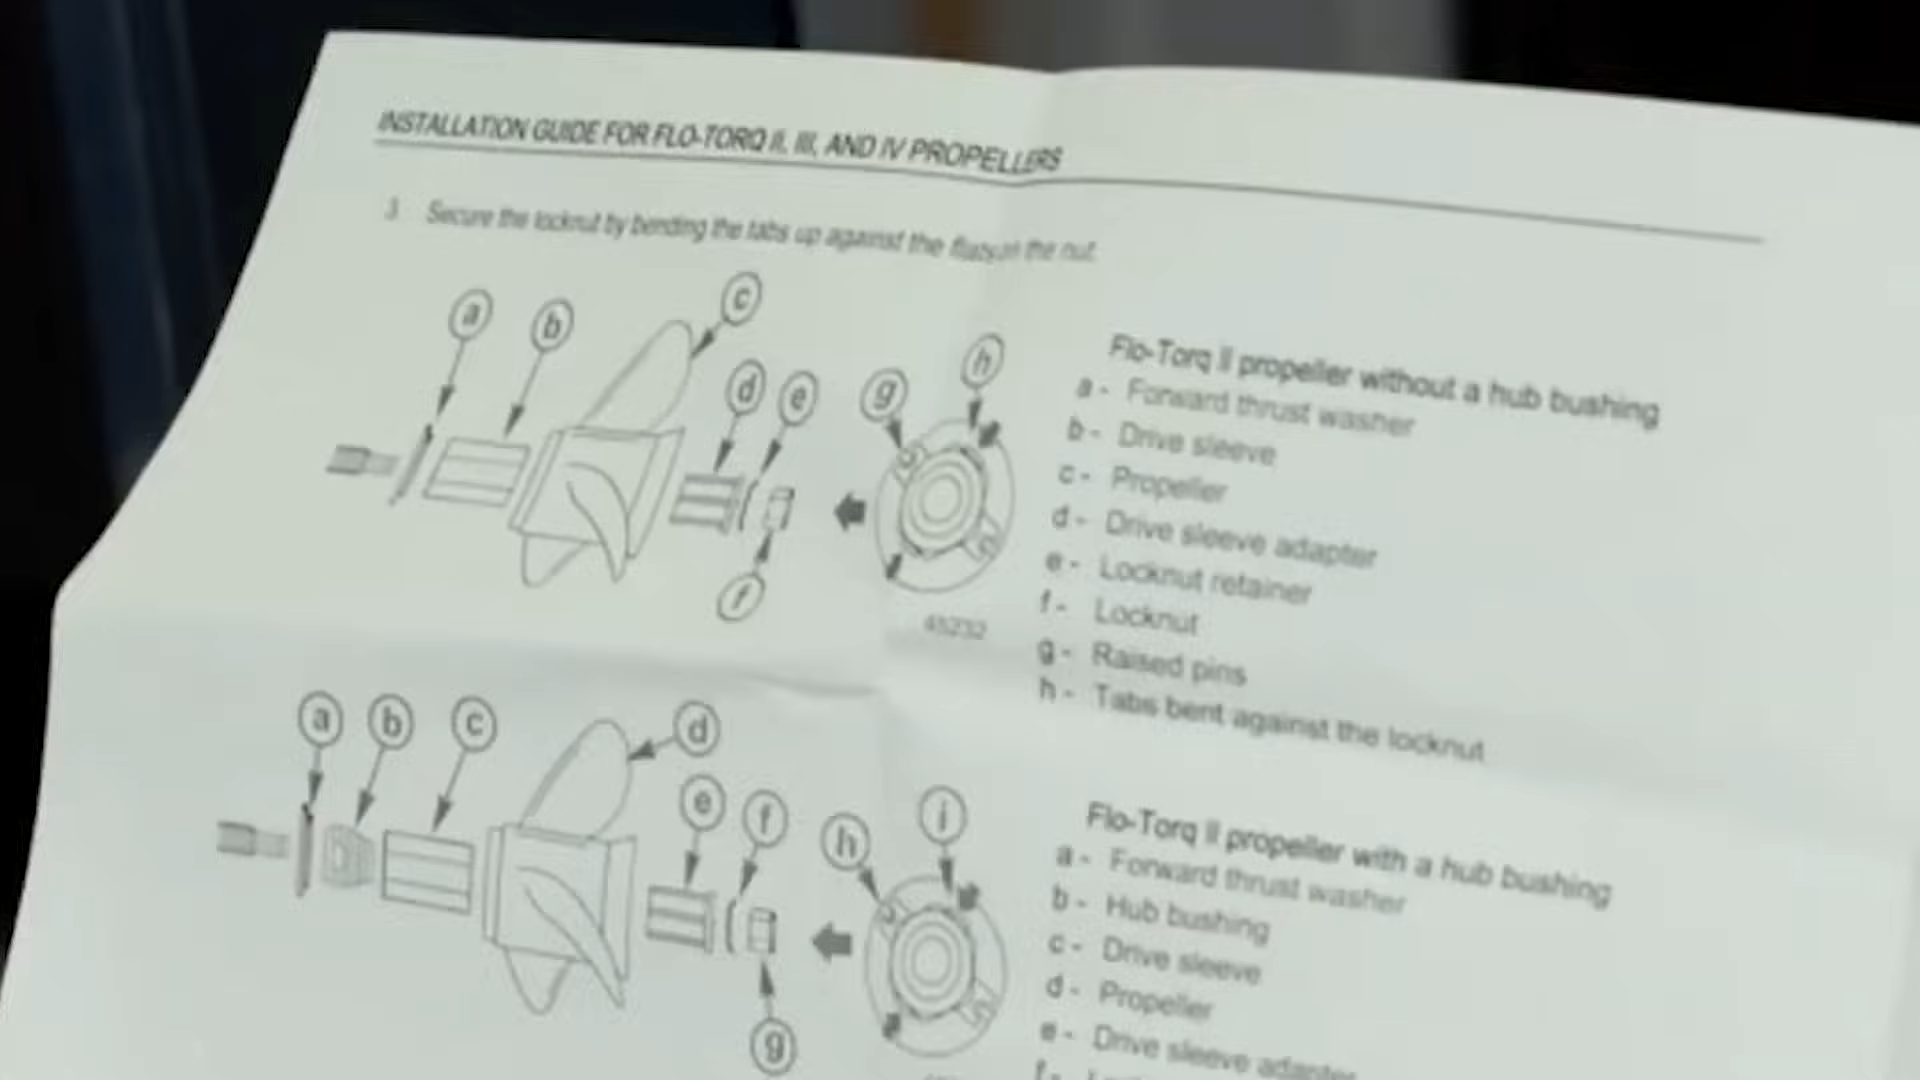 INSTALLATION GUIDE FOR FLO-TORQ II, III, AND IV PROPELLERS
3. Secure the locknut by bending the tabs up against the flats on the nut.
a
b
c
d
e
f
g
h
45232
Flo-Torq II propeller without a hub bushing
a - Forward thrust washer
b - Drive sleeve
c - Propeller
d - Drive sleeve adapter
e - Locknut retainer
f - Locknut
g - Raised pins
h - Tabs bent against the locknut
a
b
c
d
e
f
g
h
i
Flo-Torq II propeller with a hub bushing
a - Forward thrust washer
b - Hub bushing
c - Drive sleeve
d - Propeller
e - Drive sleeve adapter
f -